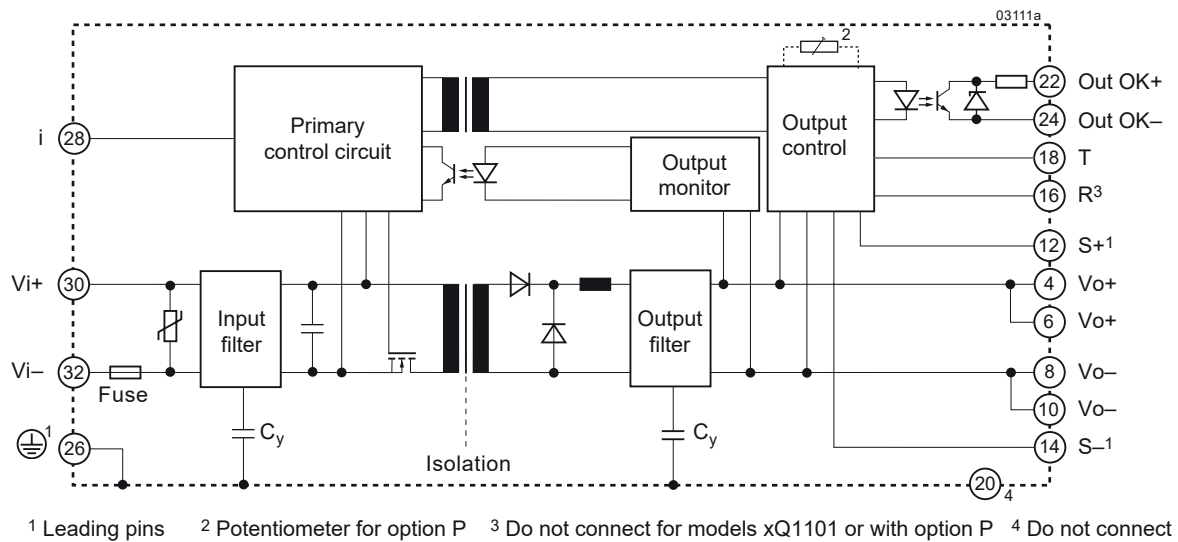 03111a
2
22 Out OK+
Primary
control circuit
Output
control
24 Out OK–
i 28
18 T
Output
monitor
16 R3
12 S+1
Vi+ 30
4 Vo+
Input
filter
Output
filter
6 Vo+
Vi– 32
8 Vo–
Fuse
10 Vo–
Cy
Cy
1 26
14 S–1
Isolation
20 4
1 Leading pins 2 Potentiometer for option P 3 Do not connect for models xQ1101 or with option P 4 Do not connect